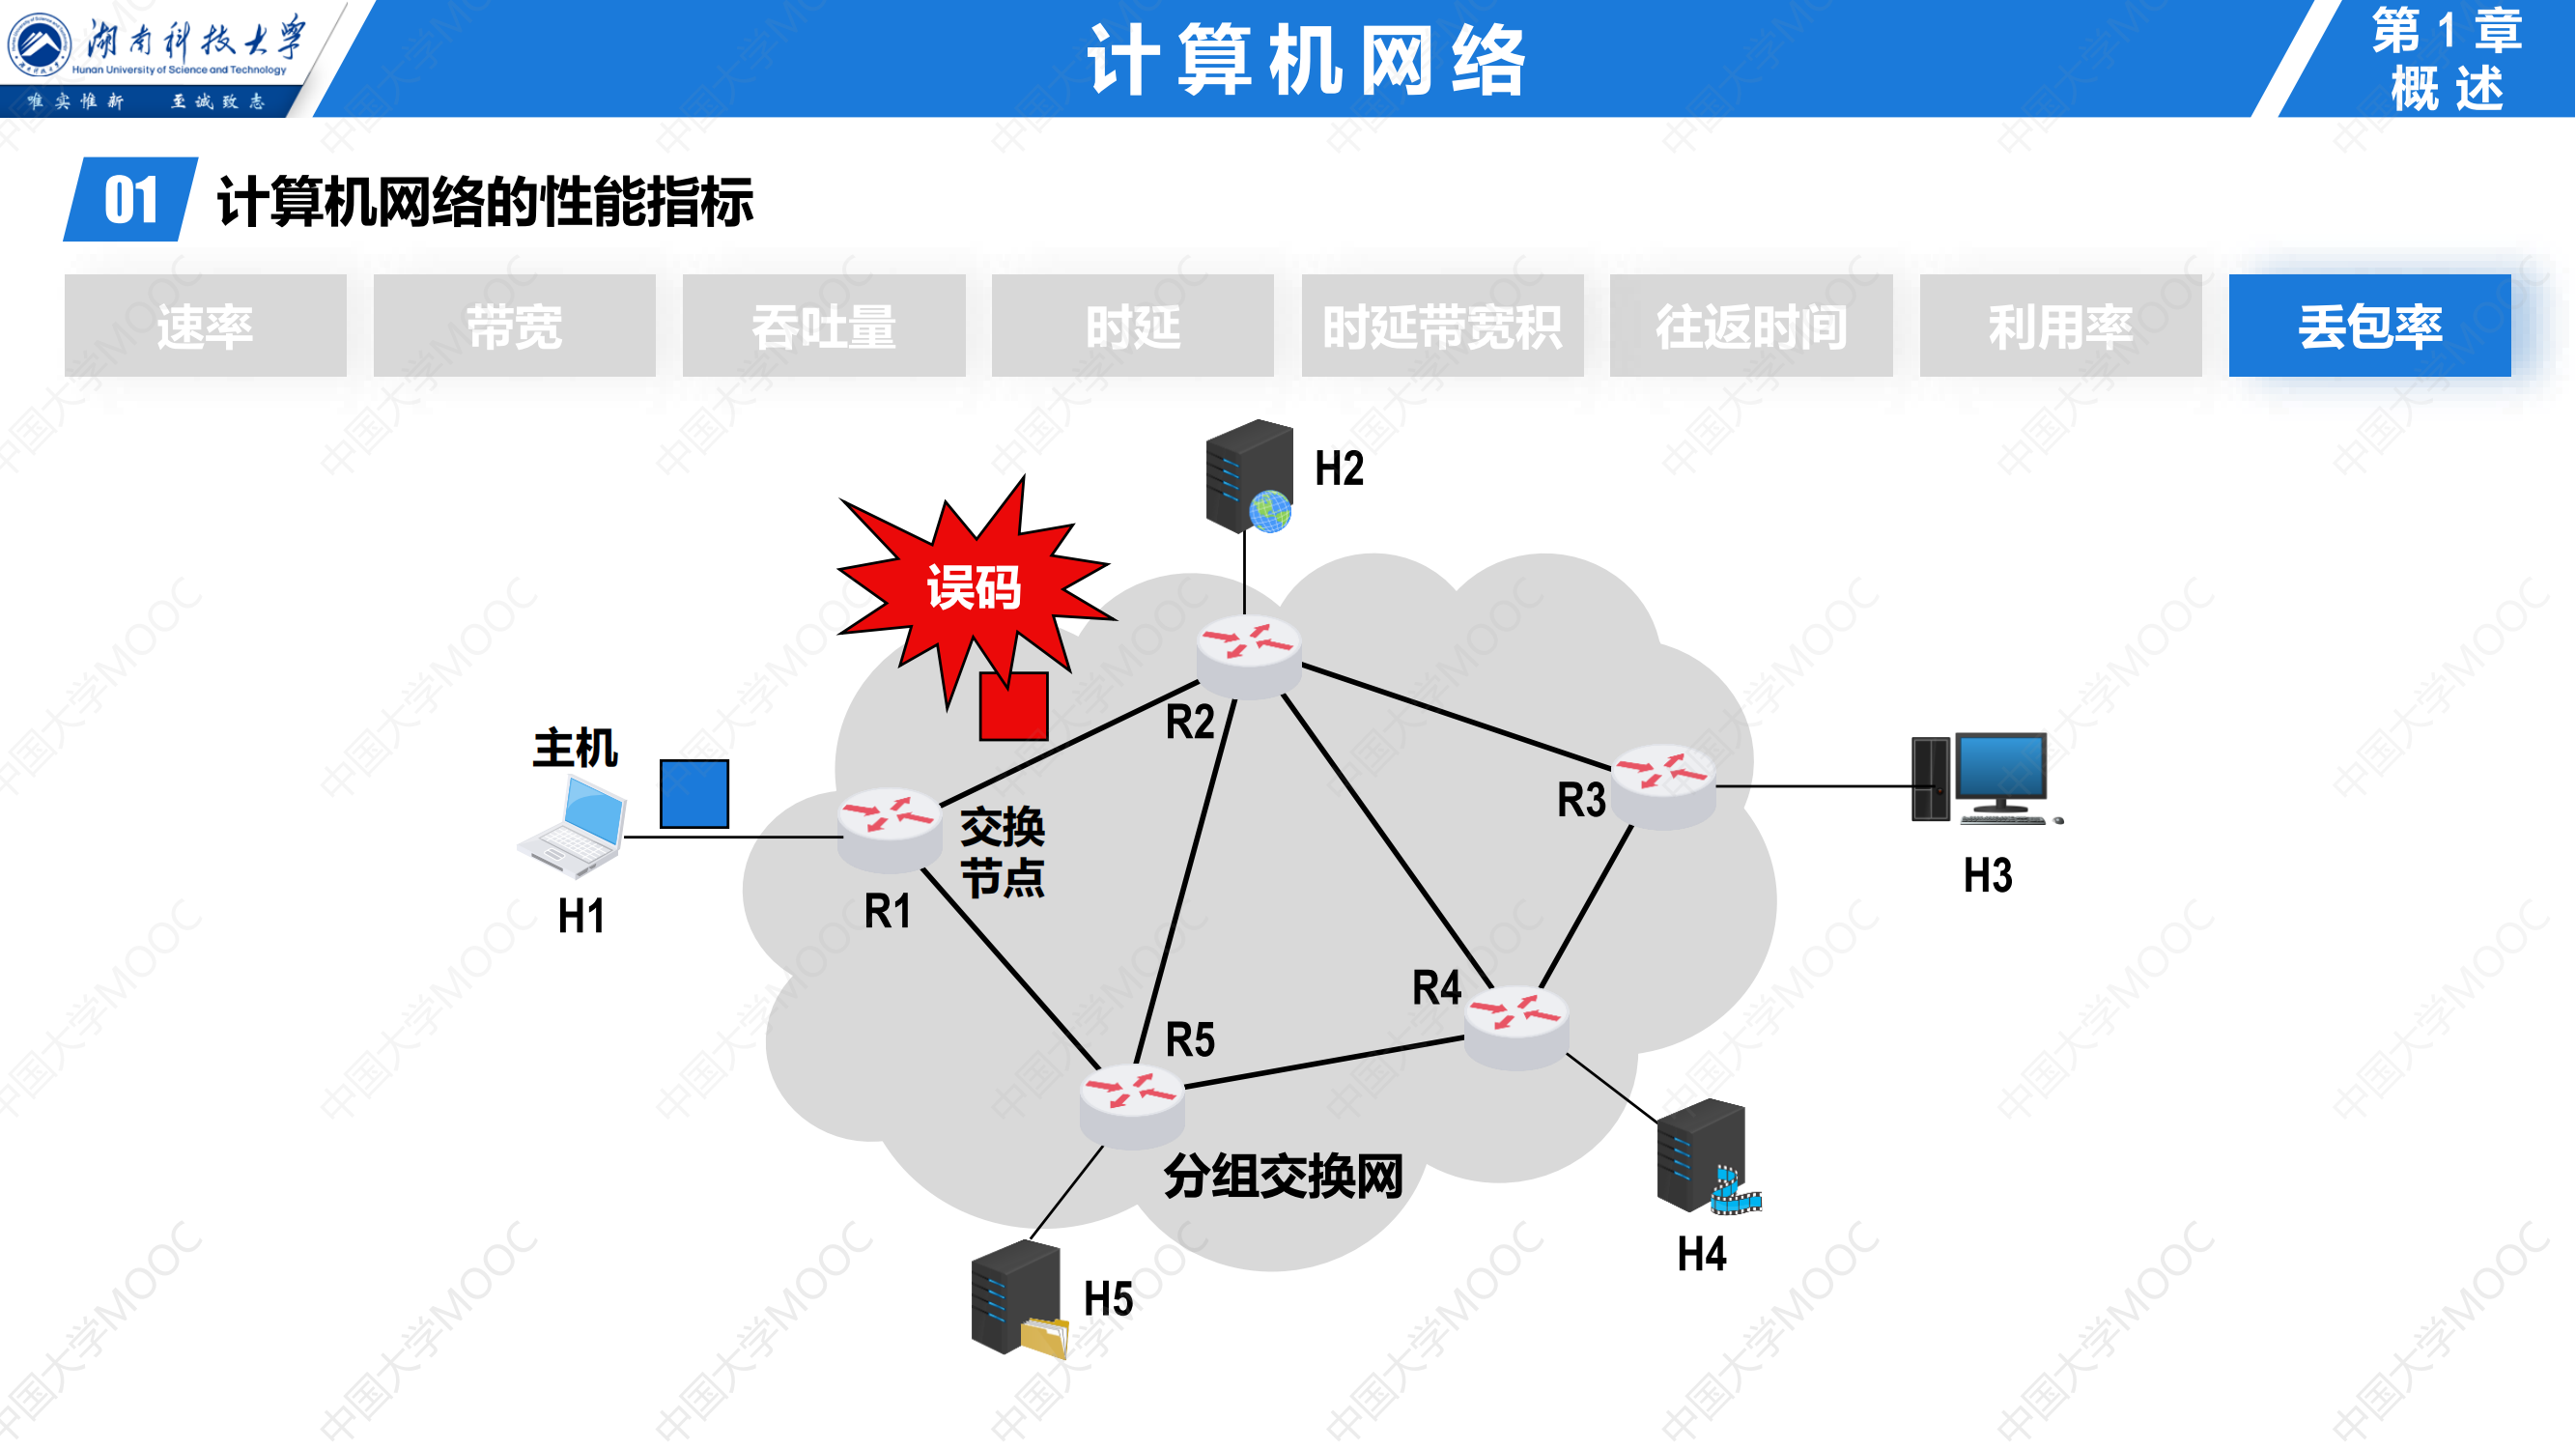 湖南科技大学
Hunan University of Science and Technology
唯实惟新 至诚致志
计算机网络
第1章
概述
01 计算机网络的性能指标
速率 带宽 吞吐量 时延 时延带宽积 往返时间 利用率 丢包率
H2
误码
R2
主机
R3
交换
节点
H3
R1
H1
R4
R5
分组交换网
H4
H5
中国大学MOOC